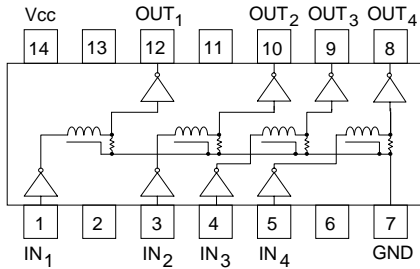 Vcc OUT1 OUT2 OUT3 OUT4
14 13 12 11 10 9 8
1 2 3 4 5 6 7
IN1 IN2 IN3 IN4 GND